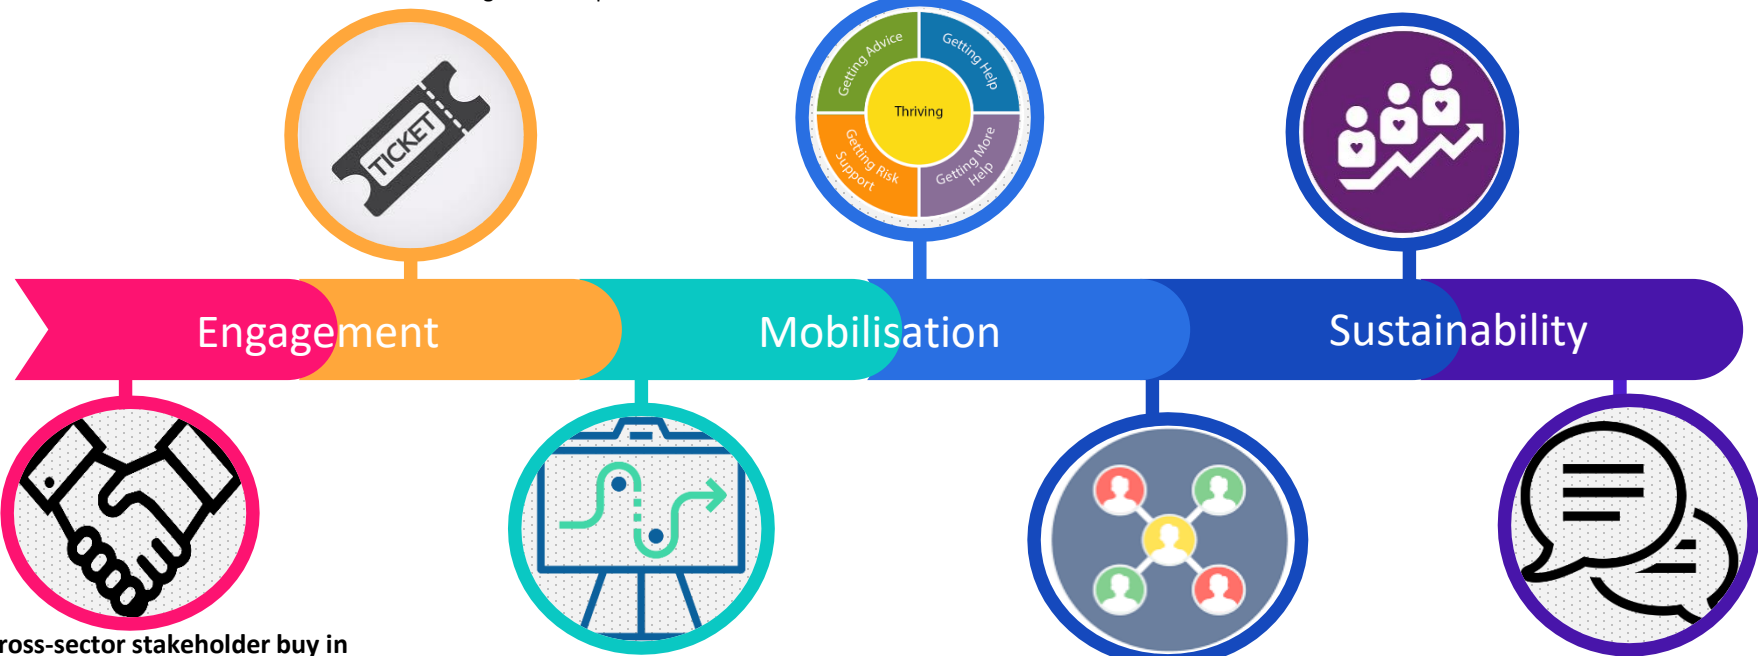 TICKET
Getting Advice
Getting Help
Thriving
Getting Risk
Support
Getting More
Help
Engagement
Mobilisation
Sustainability
ross-sector stakeholder buy in